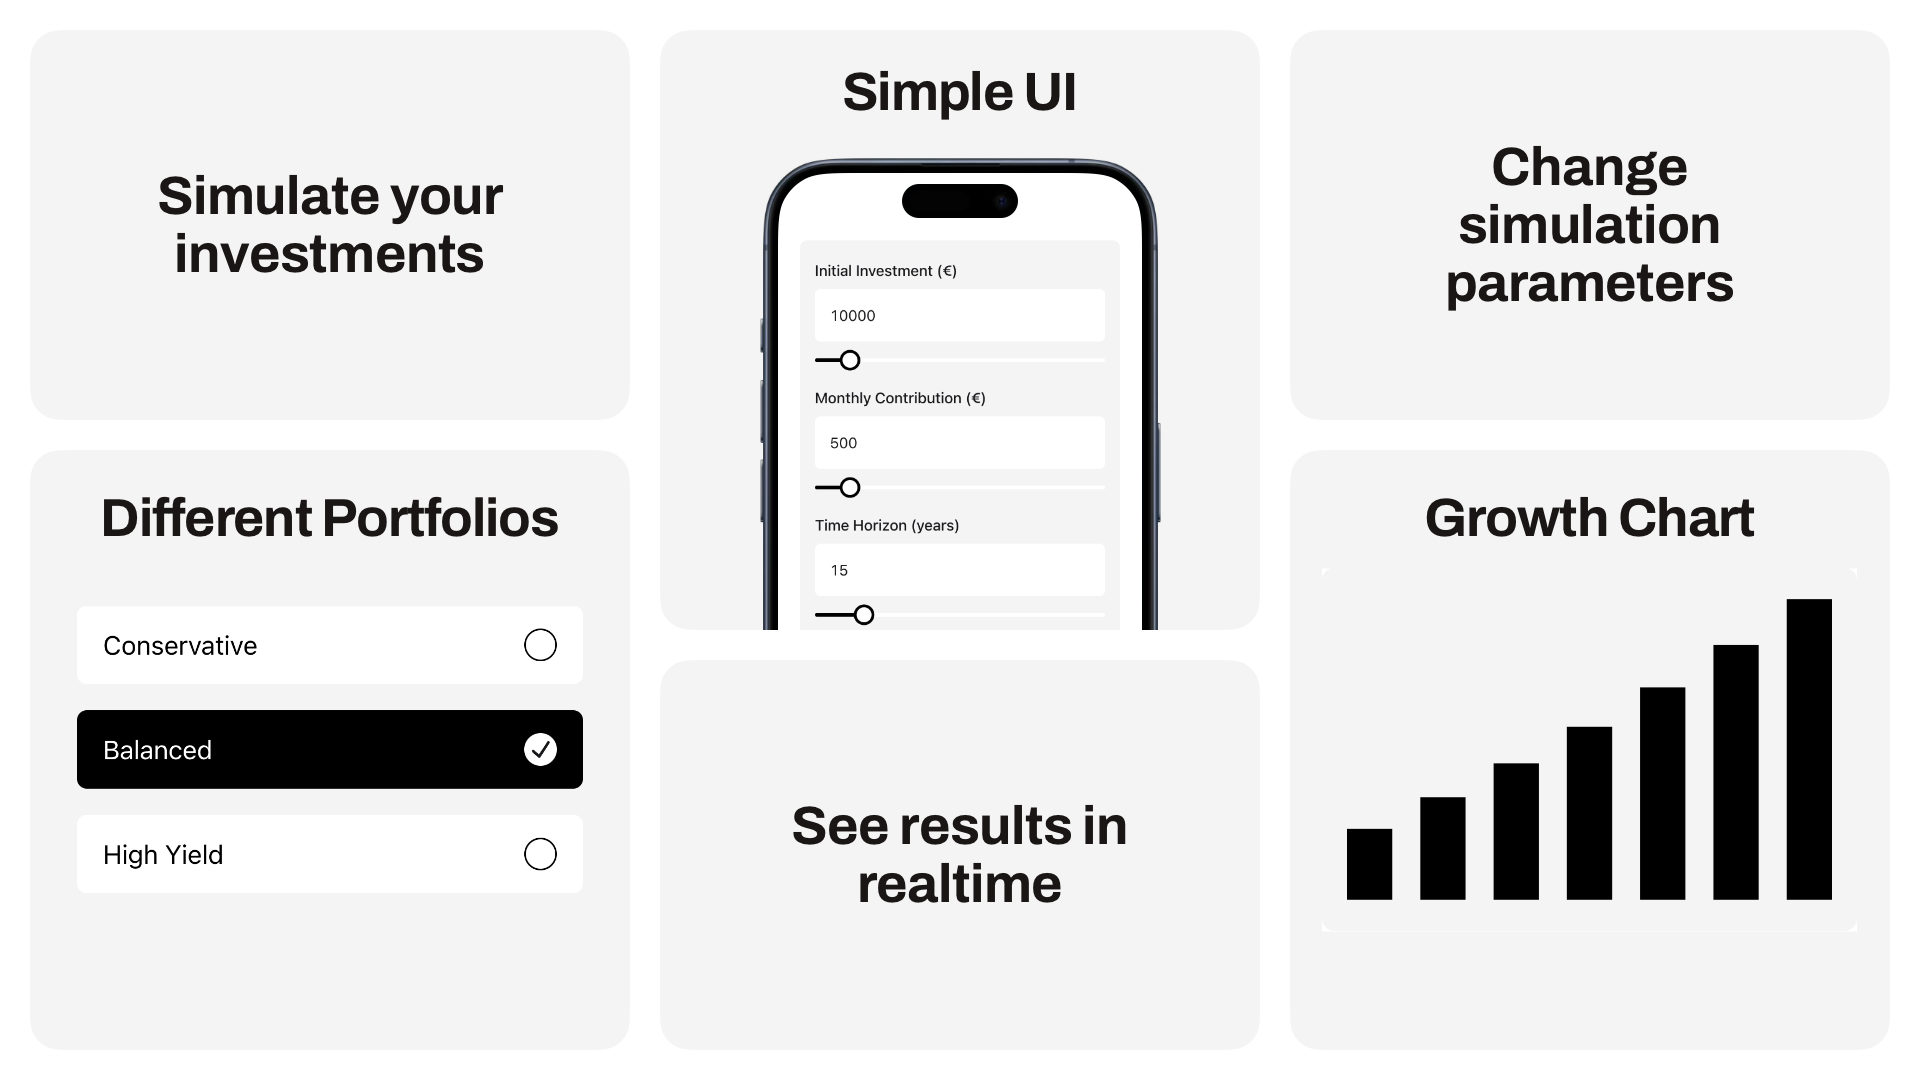 Simulate your
investments
Different Portfolios
Conservative
Balanced
High Yield
Simple UI
Initial Investment (€)
10000
Monthly Contribution (€)
500
Time Horizon (years)
15
See results in
realtime
Change
simulation
parameters
Growth Chart